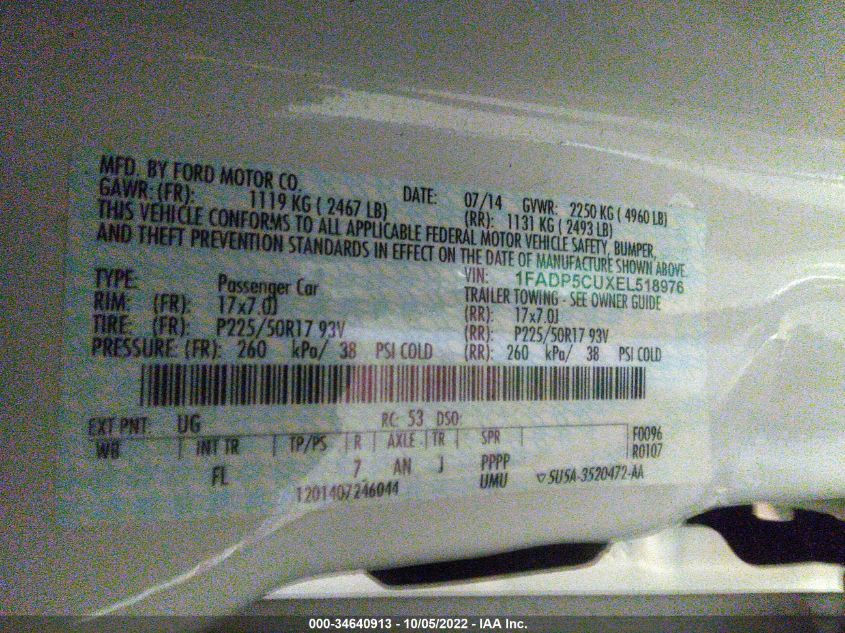 MFD. BY FORD MOTOR CO.
DATE: 07/14 GVWR: 2250 KG ( 4960 LB)
GAWR: (FR): 1119 KG ( 2467 LB) (RR): 1131 KG ( 2493 LB)
THIS VEHICLE CONFORMS TO ALL APPLICABLE FEDERAL MOTOR VEHICLE SAFETY, BUMPER,
AND THEFT PREVENTION STANDARDS IN EFFECT ON THE DATE OF MANUFACTURE SHOWN ABOVE.
VIN: 1FADP5CUXEL518976
TYPE: Passenger Car TRAILER TOWING - SEE OWNER GUIDE
RIM: (FR): 17x7.0J (RR): 17x7.0J
TIRE: (FR): P225/50R17 93V (RR): P225/50R17 93V
PRESSURE: (FR): 260 kPa/ 38 PSI COLD (RR): 260 kPa/ 38 PSI COLD
EXT PNT: UG RC: 53 DSO:
WB INT TR TP/PS R AXLE TR SPR F0096
R0107
FL 7 AN J PPPP
UMU ▽ SU5A-3520472-AA
1201407246044
000-34640913 - 10/05/2022 - IAA Inc.